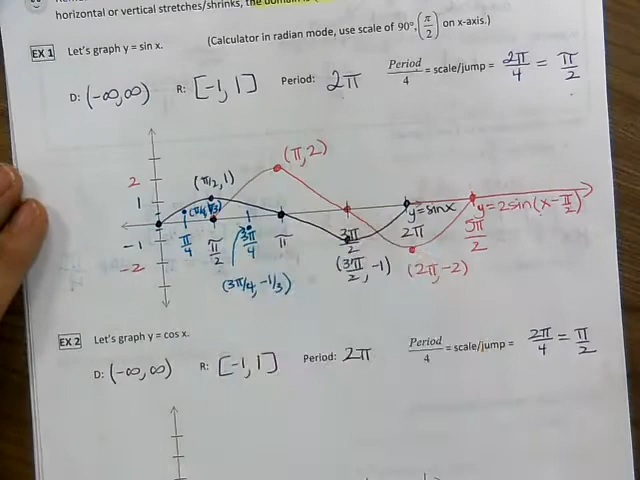 horizontal or vertical stretches/shrinks, the domain is
EX 1 Let's graph y = sin x. (Calculator in radian mode, use scale of 90°, (π/2) on x-axis.)
D: (-∞,∞) R: [-1, 1] Period: 2π Period/4 = scale/jump = 2π/4 = π/2
(π, 2)
2
(π/2, 1)
1
y=sinx
y=2sin(x-π/2)
-1
π/4
π/2
3π/4
π
3π/2
2π
5π/2
-2
(3π/2, -1)
(2π, -2)
(3π/4, -1/3)
EX 2 Let's graph y = cos x.
D: (-∞,∞) R: [-1, 1] Period: 2π Period/4 = scale/jump = 2π/4 = π/2